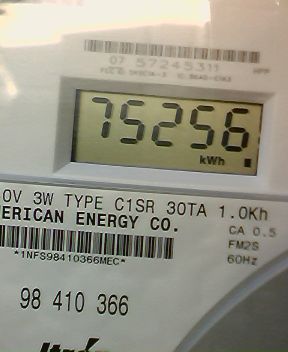 07 57245311
75256
kWh
0V 3W TYPE C1SR 30TA 1.0Kh
ERICAN ENERGY CO.
CA 0.5
FM2S
*1NFS98410366MEC*
60Hz
98 410 366
Itron